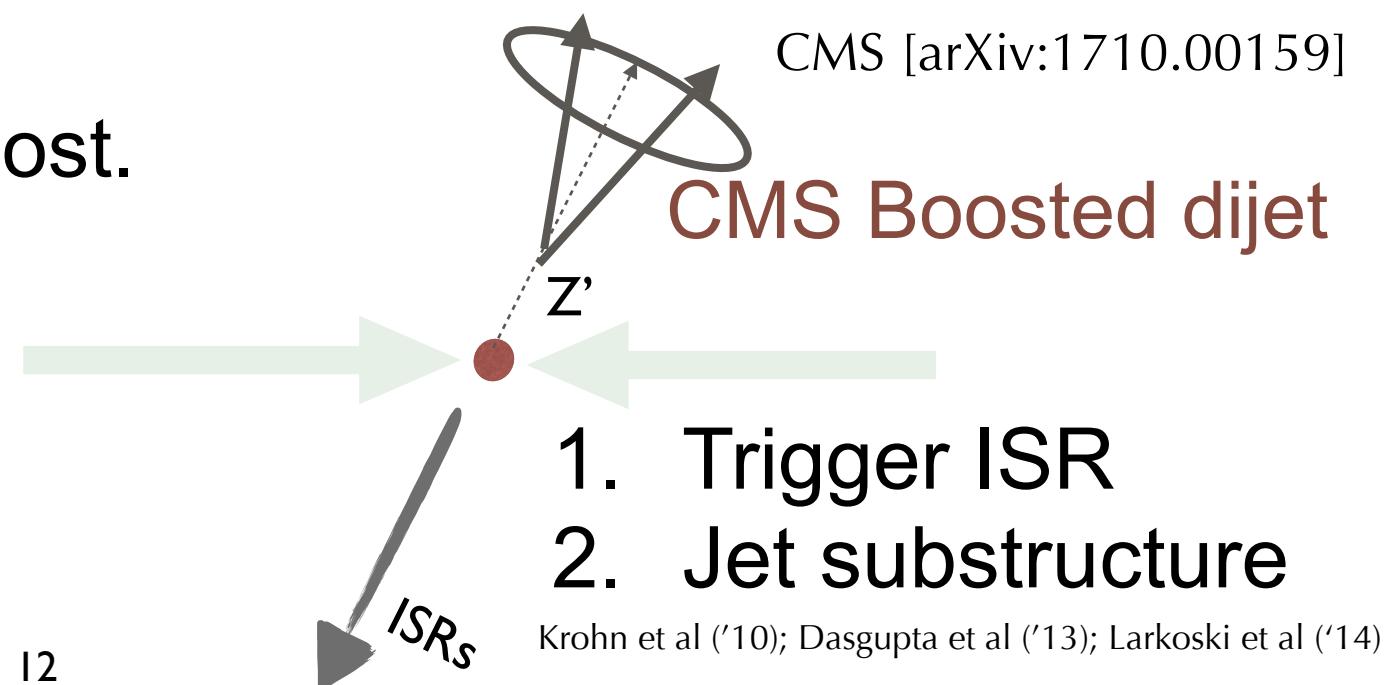 CMS [arXiv:1710.00159]
ost.
CMS Boosted dijet
Z’
1. Trigger ISR
2. Jet substructure
ISRs
Krohn et al (’10); Dasgupta et al (’13); Larkoski et al (‘14)
12